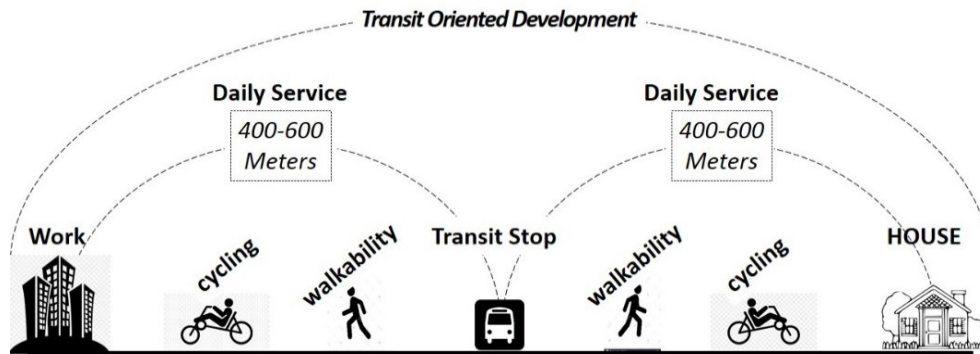 Transit Oriented Development
Daily Service
Daily Service
400-600
Meters
400-600
Meters
Work
cycling
walkability
Transit Stop
walkability
cycling
HOUSE